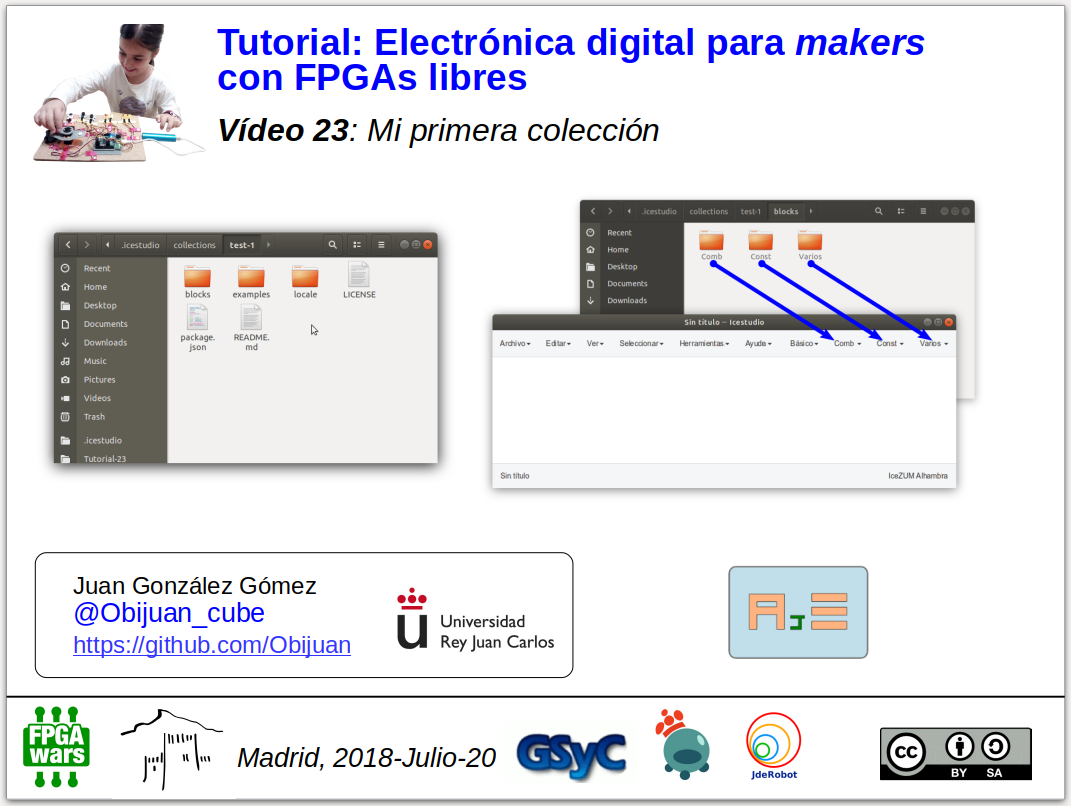 Tutorial: Electrónica digital para makers
con FPGAs libres
Vídeo 23: Mi primera colección
.icestudio collections test-1
Recent
Home
Desktop
Documents
Downloads
Music
Pictures
Videos
Trash
.icestudio
Tutorial-23
blocks examples locale LICENSE
package.json README.md
.icestudio collections test-1 blocks
Recent
Home
Desktop
Documents
Downloads
Comb Const Varios
Sin título – Icestudio
Archivo Editar Ver Seleccionar Herramientas Ayuda Básico Comb Const Varios
Sin título IceZUM Alhambra
Juan González Gómez
@Obijuan_cube
https://github.com/Obijuan
u Universidad
Rey Juan Carlos
AJE
FPGA
wars
Madrid, 2018-Julio-20
GSyC
JdeRobot
cc
BY SA